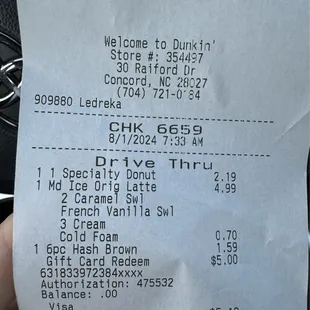 Welcome to Dunkin'
Store #: 354497
30 Raiford Dr
Concord, NC 28027
(704) 721-0184
909880 Ledreka
CHK 6659
8/1/2024 7:33 AM
Drive Thru
1 1 Specialty Donut 2.19
1 Md Ice Orig Latte 4.99
2 Caramel Swl
French Vanilla Swl
3 Cream
Cold Foam 0.70
1 6pc Hash Brown 1.59
Gift Card Redeem $5.00
631833972384xxxx
Authorization: 475532
Balance: .00
Visa